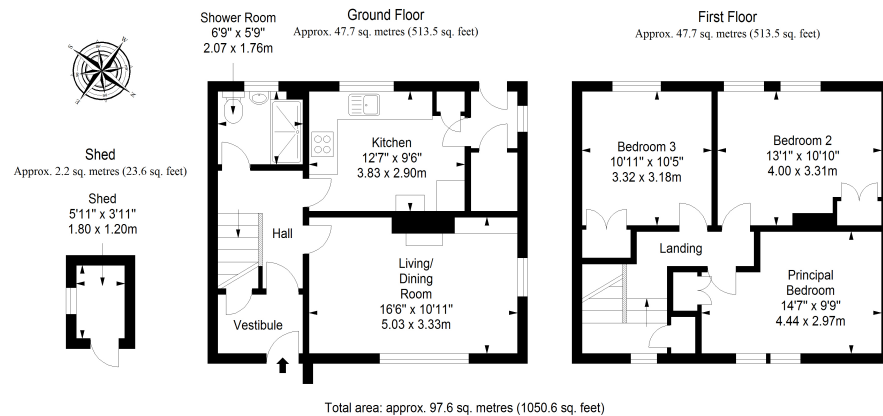 Ground Floor
Approx. 47.7 sq. metres (513.5 sq. feet)
Shower Room
6'9" x 5'9"
2.07 x 1.76m
Kitchen
12'7" x 9'6"
3.83 x 2.90m
Hall
Living/
Dining
Room
16'6" x 10'11"
5.03 x 3.33m
Vestibule
First Floor
Approx. 47.7 sq. metres (513.5 sq. feet)
Bedroom 3
10'11" x 10'5"
3.32 x 3.18m
Bedroom 2
13'1" x 10'10"
4.00 x 3.31m
Landing
Principal
Bedroom
14'7" x 9'9"
4.44 x 2.97m
Shed
Approx. 2.2 sq. metres (23.6 sq. feet)
Shed
5'11" x 3'11"
1.80 x 1.20m
Total area: approx. 97.6 sq. metres (1050.6 sq. feet)